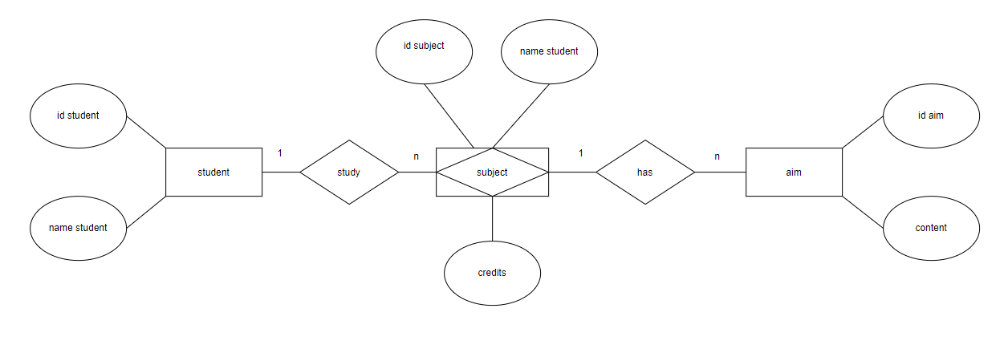 id subject
name student
id student
id aim
1
n
1
n
student
study
subject
has
aim
name student
content
credits